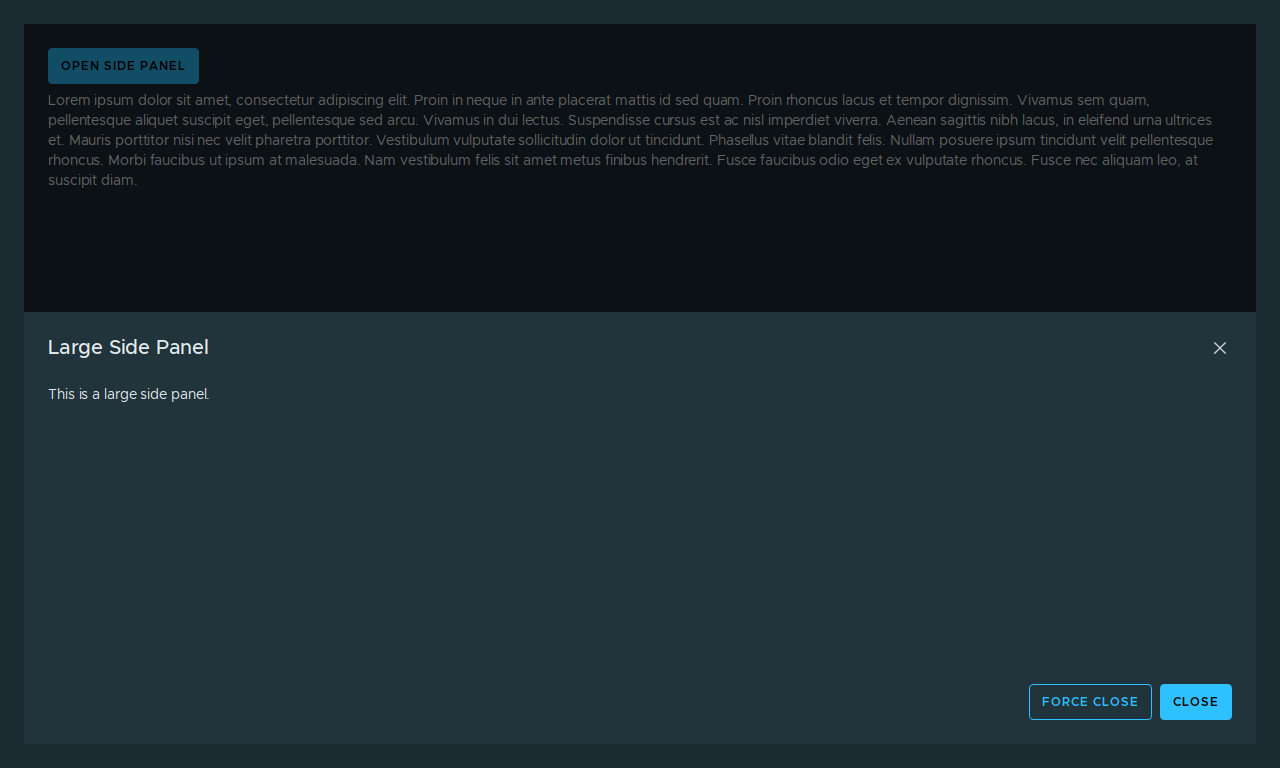 OPEN SIDE PANEL
Lorem ipsum dolor sit amet, consectetur adipiscing elit. Proin in neque in ante placerat mattis id sed quam. Proin rhoncus lacus et tempor dignissim. Vivamus sem quam,
pellentesque aliquet suscipit eget, pellentesque sed arcu. Vivamus in dui lectus. Suspendisse cursus est ac nisl imperdiet viverra. Aenean sagittis nibh lacus, in eleifend urna ultrices
et. Mauris porttitor nisi nec velit pharetra porttitor. Vestibulum vulputate sollicitudin dolor ut tincidunt. Phasellus vitae blandit felis. Nullam posuere ipsum tincidunt velit pellentesque
rhoncus. Morbi faucibus ut ipsum at malesuada. Nam vestibulum felis sit amet metus finibus hendrerit. Fusce faucibus odio eget ex vulputate rhoncus. Fusce nec aliquam leo, at
suscipit diam.
Large Side Panel
This is a large side panel.
FORCE CLOSE
CLOSE